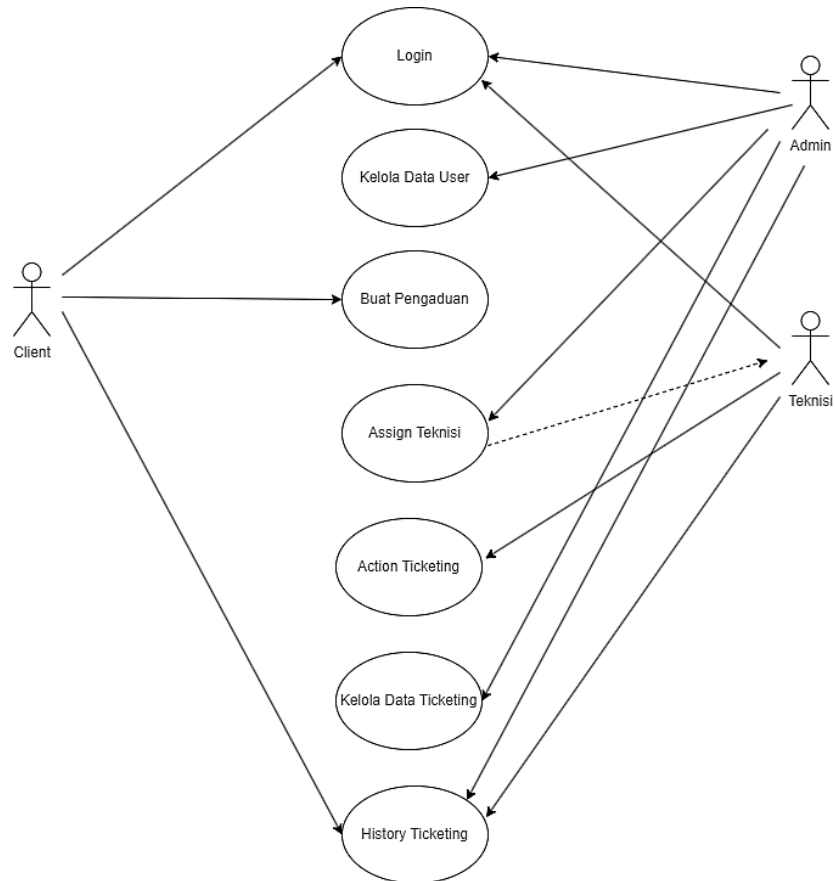 Login
Admin
Kelola Data User
Client
Buat Pengaduan
Teknisi
Assign Teknisi
Action Ticketing
Kelola Data Ticketing
History Ticketing